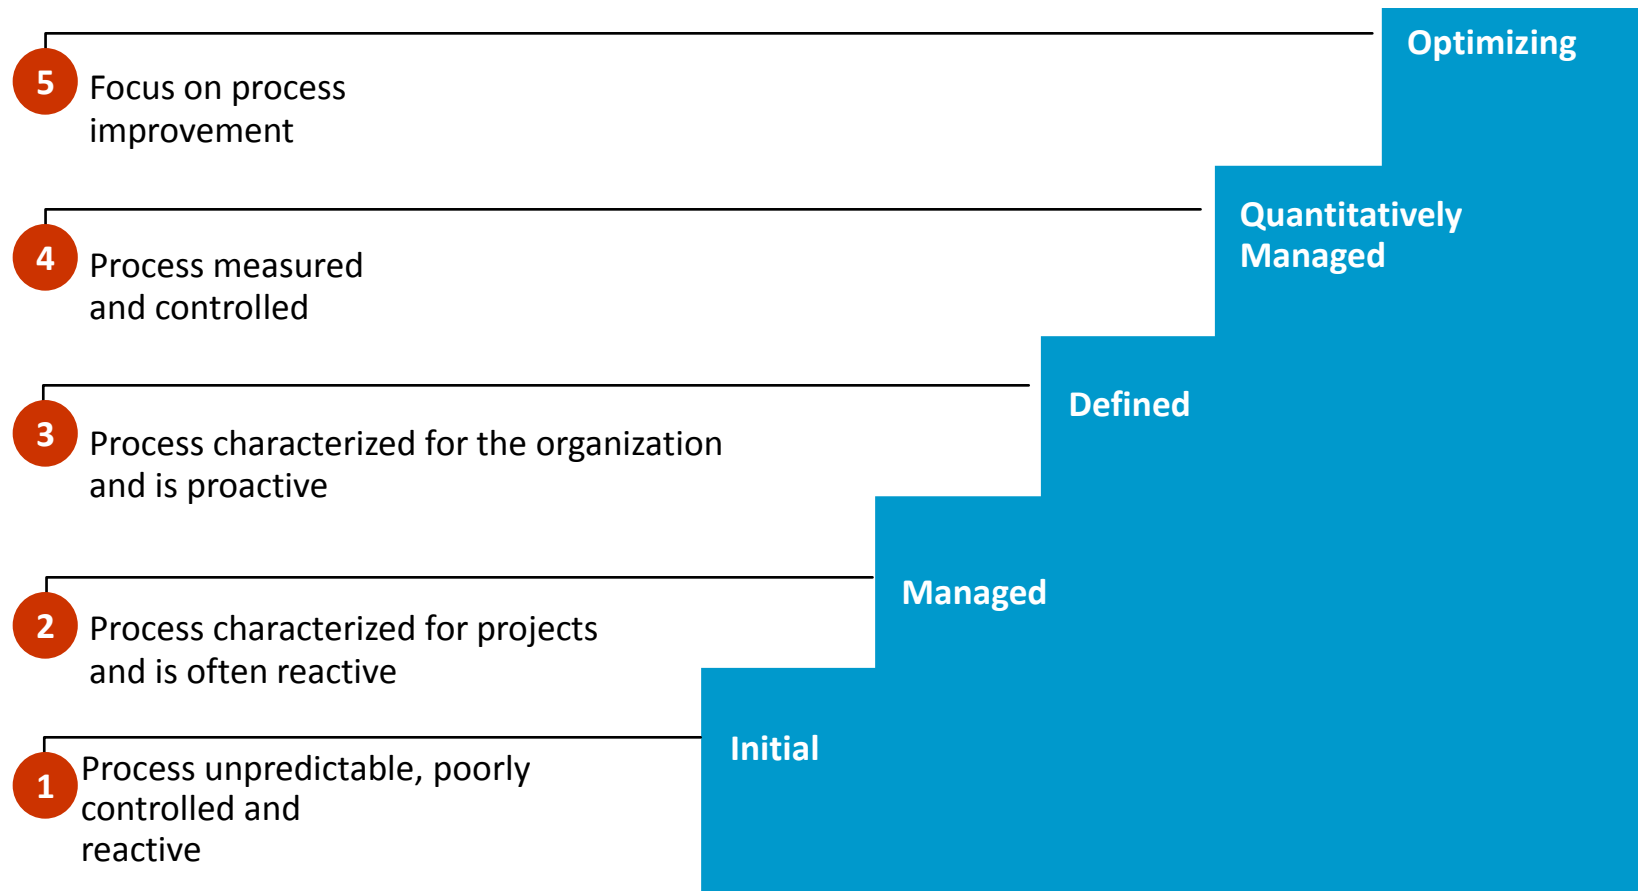 Optimizing
5
Focus on process
improvement
Quantitatively
Managed
4
Process measured
and controlled
Defined
3
Process characterized for the organization
and is proactive
Managed
2
Process characterized for projects
and is often reactive
Initial
1
Process unpredictable, poorly
controlled and
reactive